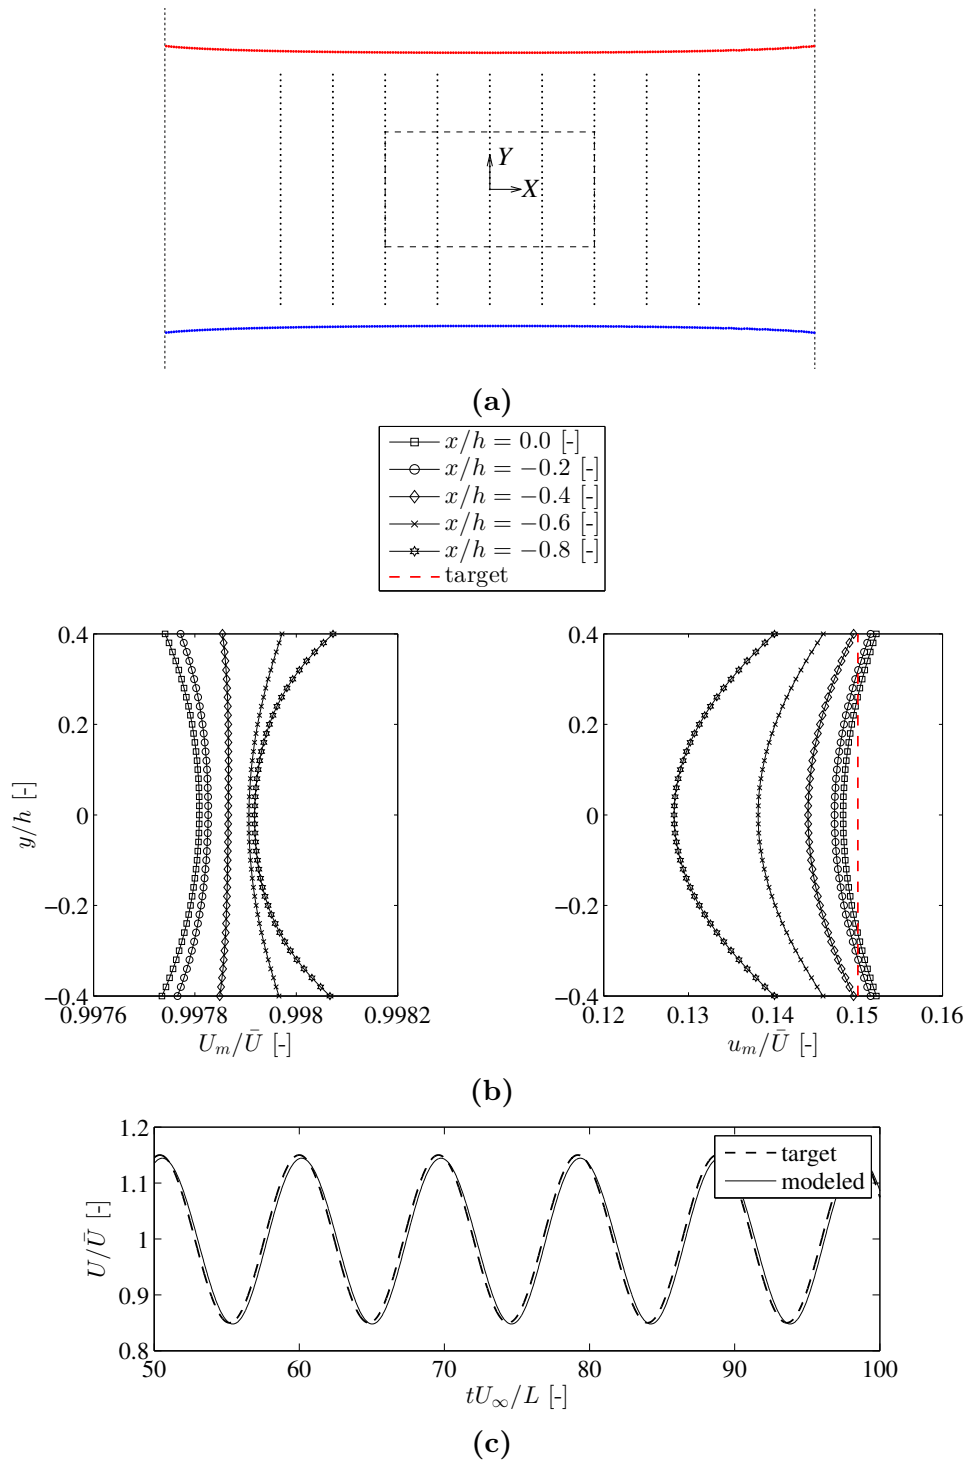 Y
X
(a)
x/h = 0.0 [-]
x/h = −0.2 [-]
x/h = −0.4 [-]
x/h = −0.6 [-]
x/h = −0.8 [-]
target
0.4
0.2
0
−0.2
−0.4
y/h [-]
0.9976 0.9978 0.998 0.9982
U_m/Ū [-]
0.4
0.2
0
−0.2
−0.4
0.12 0.13 0.14 0.15 0.16
u_m/Ū [-]
(b)
1.2
1.1
1
0.9
0.8
U/Ū [-]
target
modeled
50 60 70 80 90 100
tU_∞/L [-]
(c)